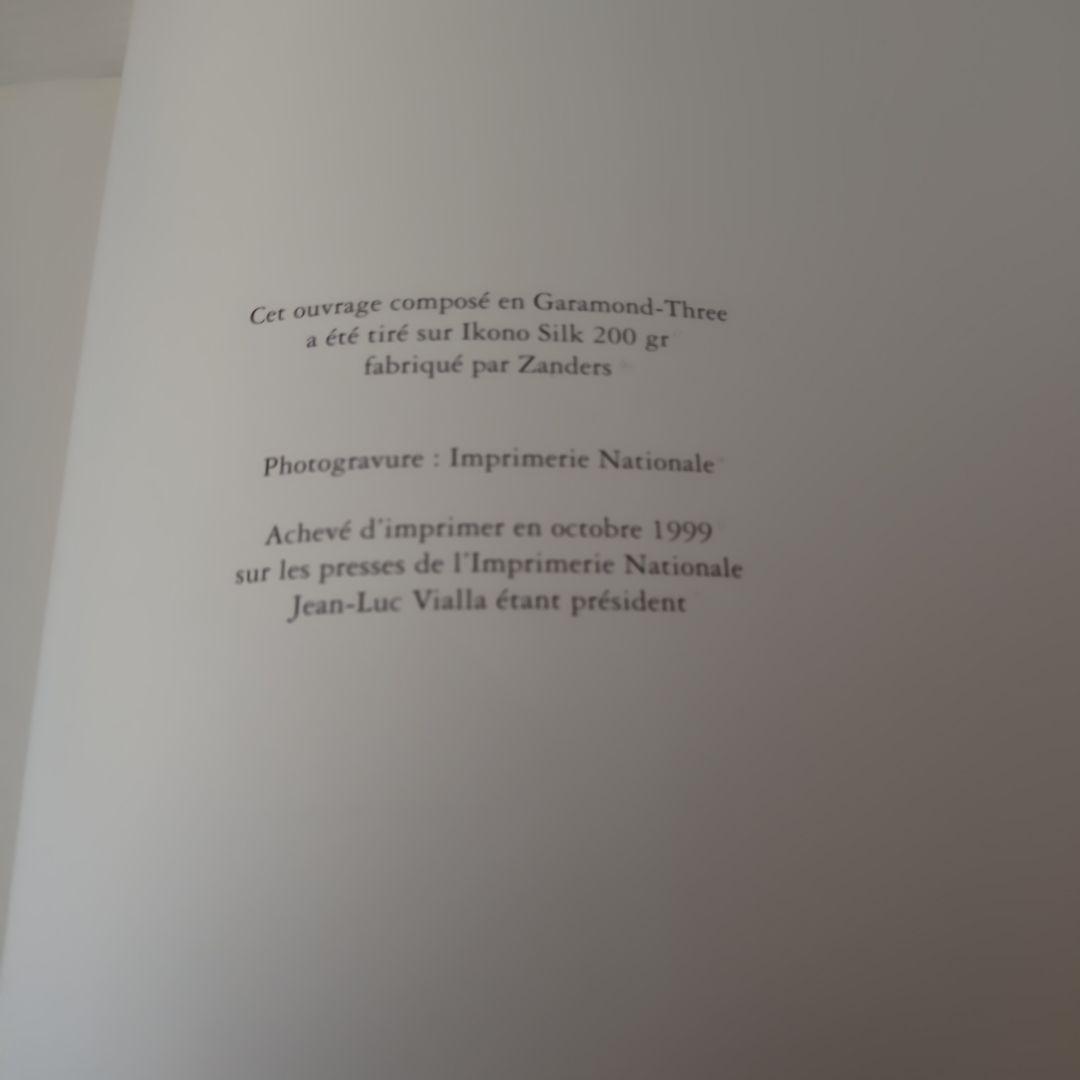 Cet ouvrage composé en Garamond-Three
a été tiré sur Ikono Silk 200 gr
fabriqué par Zanders
Photogravure : Imprimerie Nationale
Achevé d'imprimer en octobre 1999
sur les presses de l'Imprimerie Nationale
Jean-Luc Vialla étant président